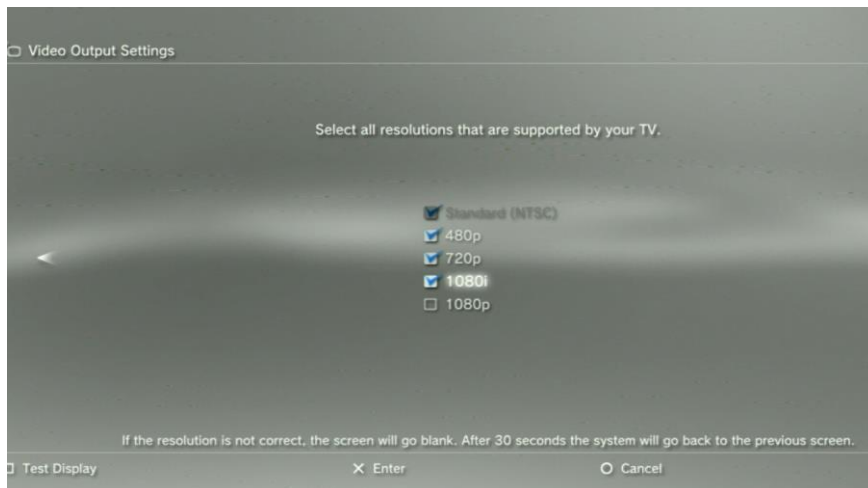 Video Output Settings
Select all resolutions that are supported by your TV.
Standard (NTSC)
480p
720p
1080i
1080p
If the resolution is not correct, the screen will go blank. After 30 seconds the system will go back to the previous screen.
Test Display
X Enter
O Cancel